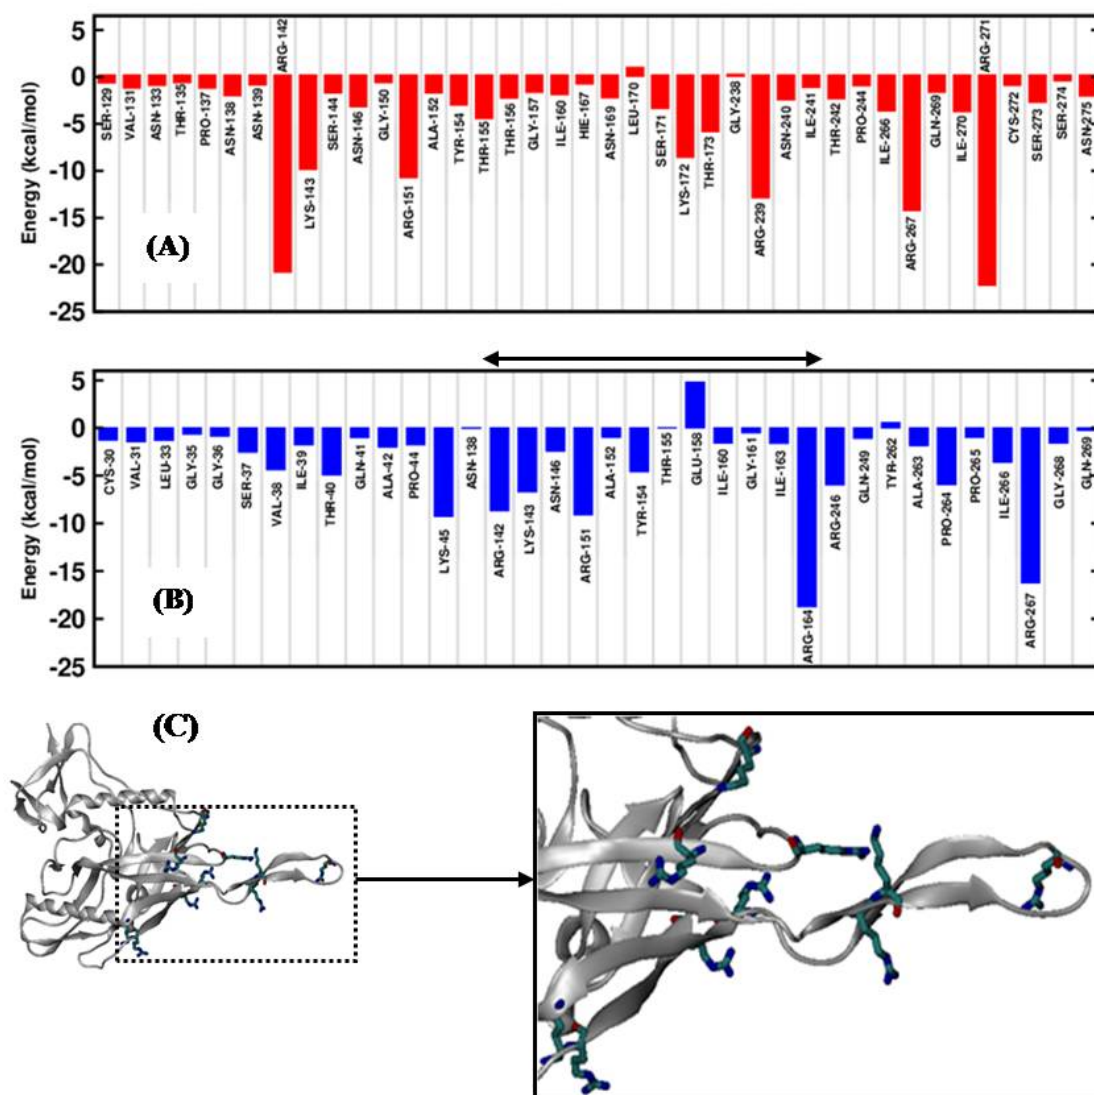 Energy (kcal/mol)
5
0
-5
-10
-15
-20
-25
SER-129
VAL-131
ASN-133
THR-135
PRO-137
ASN-138
ASN-139
ARG-142
LYS-143
SER-144
ASN-146
GLY-150
ARG-151
ALA-152
TYR-154
THR-155
THR-156
GLY-157
ILE-160
HIE-167
ASN-169
LEU-170
SER-171
LYS-172
THR-173
GLY-238
ARG-239
ASN-240
ILE-241
THR-242
PRO-244
ILE-266
ARG-267
GLN-269
ILE-270
ARG-271
CYS-272
SER-273
SER-274
ASN-275
(A)
Energy (kcal/mol)
5
0
-5
-10
-15
-20
-25
CYS-30
VAL-31
LEU-33
GLY-35
GLY-36
SER-37
VAL-38
ILE-39
THR-40
GLN-41
ALA-42
PRO-44
LYS-45
ASN-138
ARG-142
LYS-143
ASN-146
ARG-151
ALA-152
TYR-154
THR-155
GLU-158
ILE-160
GLY-161
ILE-163
ARG-164
ARG-246
GLN-249
TYR-262
ALA-263
PRO-264
PRO-265
ILE-266
ARG-267
GLY-268
GLN-269
(B)
(C)